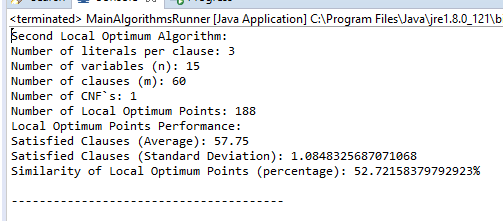 <terminated> MainAlgorithmsRunner [Java Application] C:\Program Files\Java\jre1.8.0_121\b
Second Local Optimum Algorithm:
Number of literals per clause: 3
Number of variables (n): 15
Number of clauses (m): 60
Number of CNF`s: 1
Number of Local Optimum Points: 188
Local Optimum Points Performance:
Satisfied Clauses (Average): 57.75
Satisfied Clauses (Standard Deviation): 1.0848325687071068
Similarity of Local Optimum Points (percentage): 52.72158379792923%
----------------------------------------